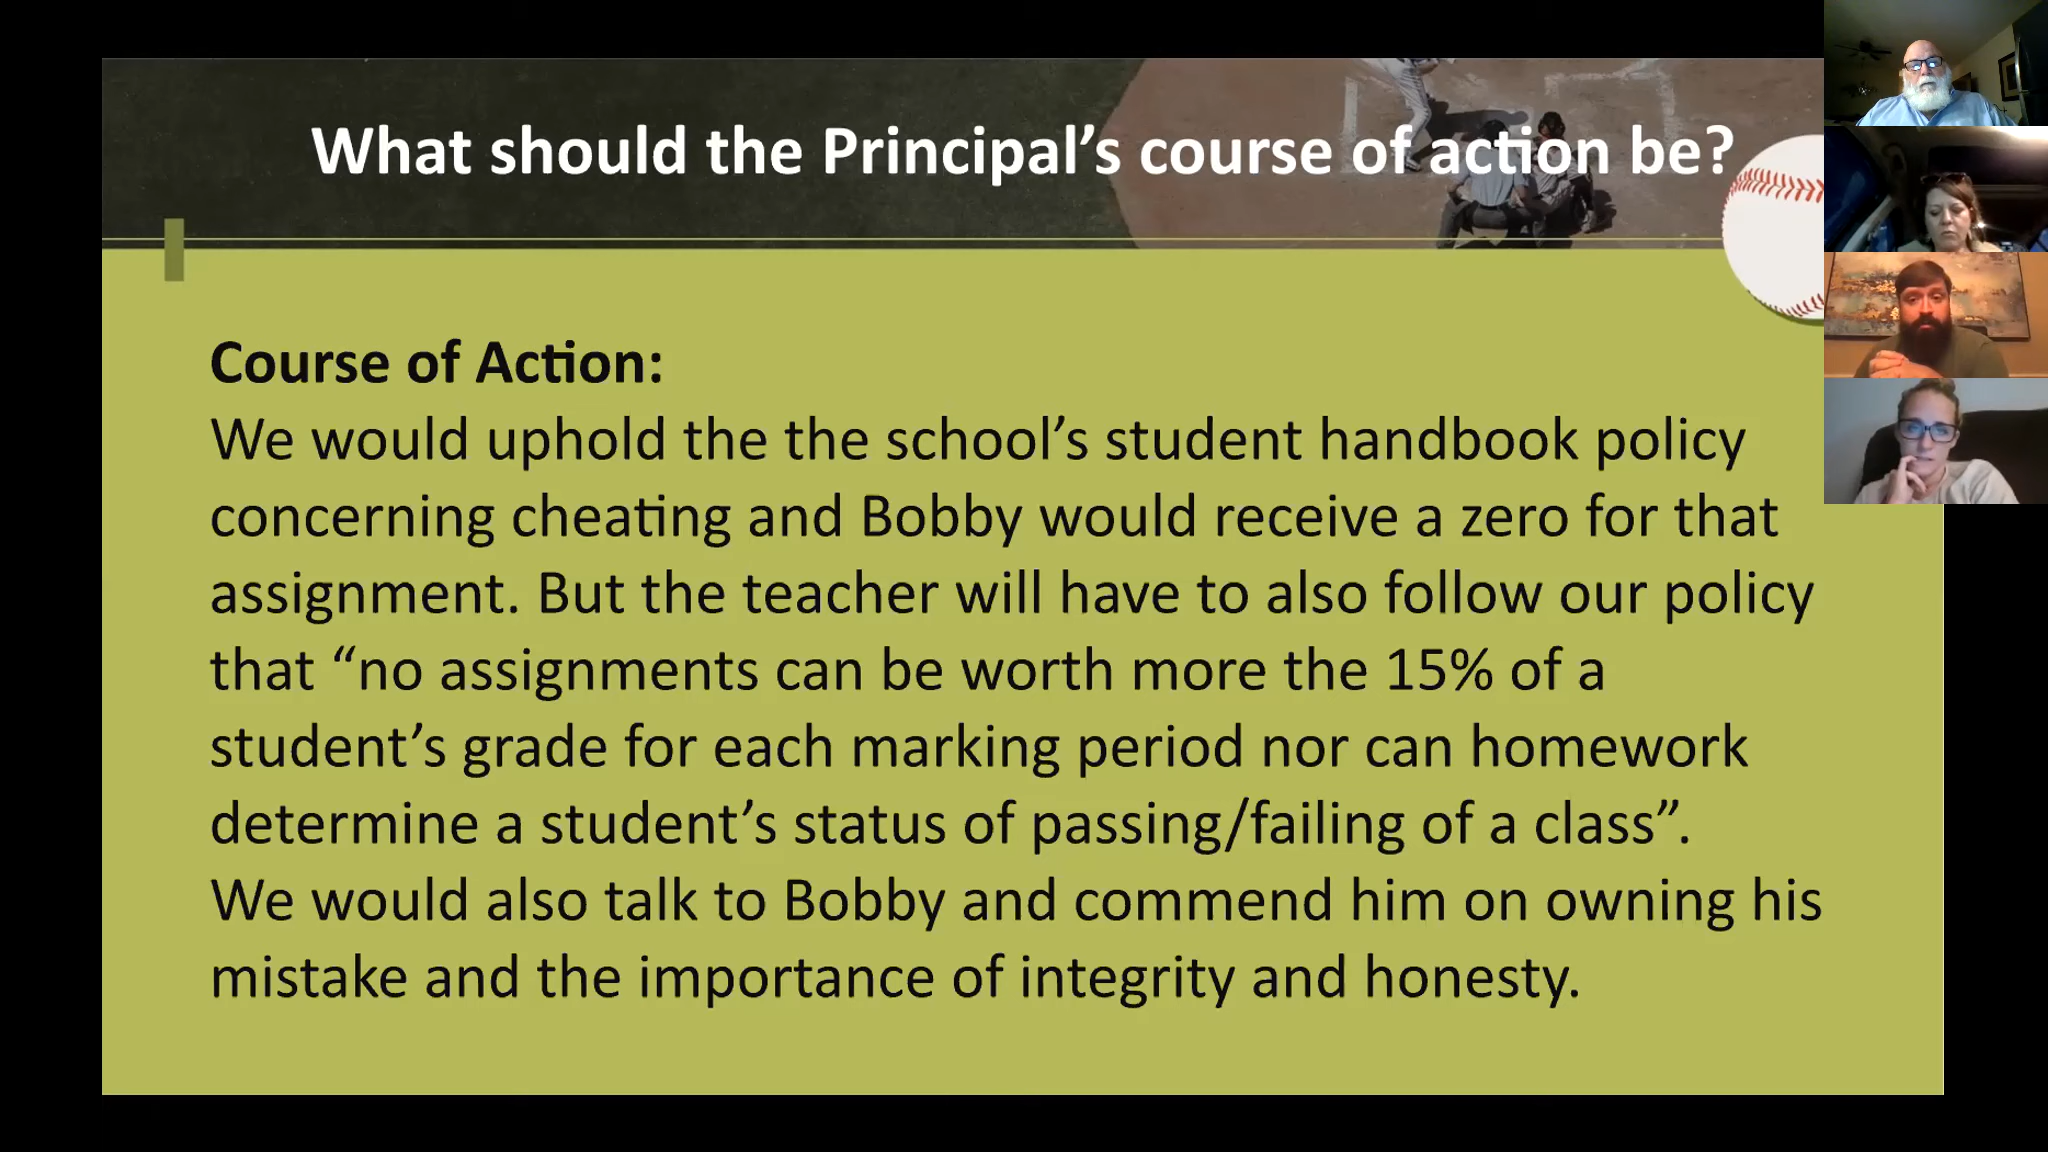 What should the Principal’s course of action be?
Course of Action:
We would uphold the the school’s student handbook policy
concerning cheating and Bobby would receive a zero for that
assignment. But the teacher will have to also follow our policy
that “no assignments can be worth more the 15% of a
student’s grade for each marking period nor can homework
determine a student’s status of passing/failing of a class”.
We would also talk to Bobby and commend him on owning his
mistake and the importance of integrity and honesty.